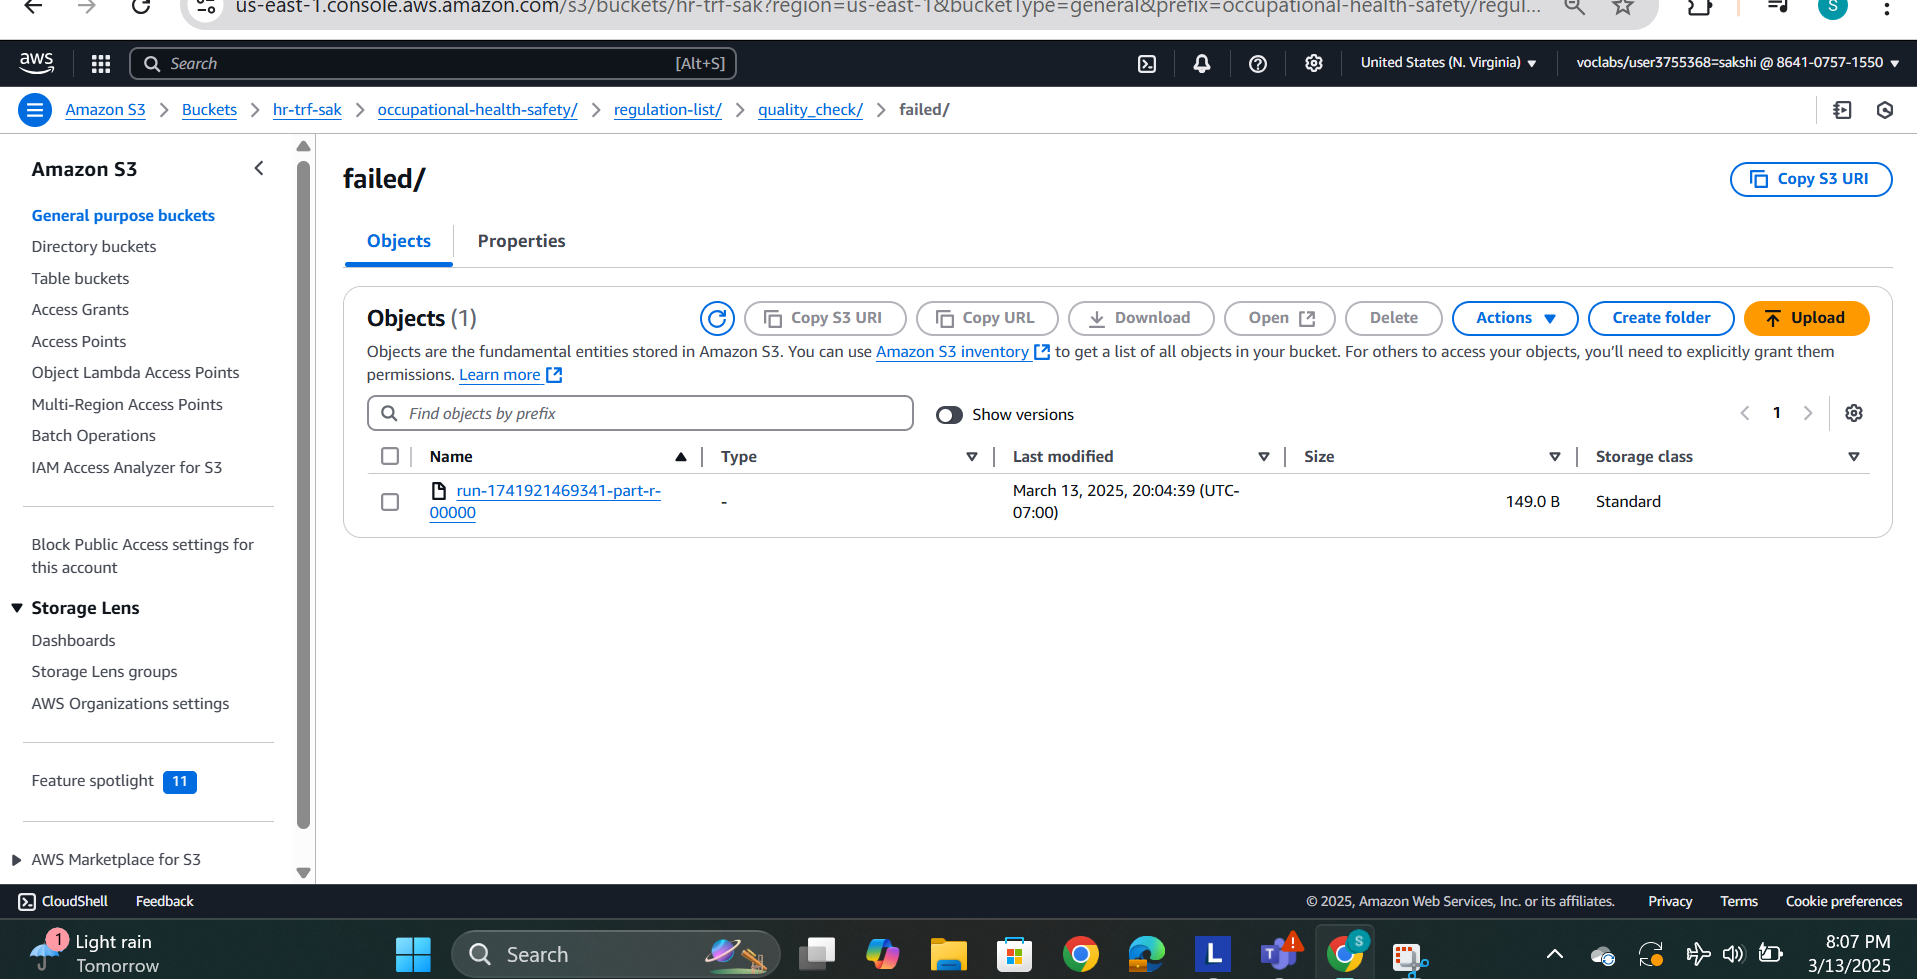 us-east-1.console.aws.amazon.com/s3/buckets/hr-trf-sak?region=us-east-1&bucketType=general&prefix=occupational-health-safety/regul...
S
aws
Search
[Alt+S]
United States (N. Virginia)
voclabs/user3755368=sakshi @ 8641-0757-1550
Amazon S3
Buckets
hr-trf-sak
occupational-health-safety/
regulation-list/
quality_check/
failed/
Amazon S3
General purpose buckets
Directory buckets
Table buckets
Access Grants
Access Points
Object Lambda Access Points
Multi-Region Access Points
Batch Operations
IAM Access Analyzer for S3
Block Public Access settings for
this account
Storage Lens
Dashboards
Storage Lens groups
AWS Organizations settings
Feature spotlight 11
AWS Marketplace for S3
failed/
Copy S3 URI
Objects
Properties
Objects (1)
Copy S3 URI
Copy URL
Download
Open
Delete
Actions
Create folder
Upload
Objects are the fundamental entities stored in Amazon S3. You can use Amazon S3 inventory to get a list of all objects in your bucket. For others to access your objects, you'll need to explicitly grant them
permissions. Learn more
Find objects by prefix
Show versions
1
Name
Type
Last modified
Size
Storage class
run-1741921469341-part-r-
00000
-
March 13, 2025, 20:04:39 (UTC-
07:00)
149.0 B
Standard
CloudShell
Feedback
© 2025, Amazon Web Services, Inc. or its affiliates.
Privacy
Terms
Cookie preferences
1
Light rain
Tomorrow
Search
L
T
S
8:07 PM
3/13/2025